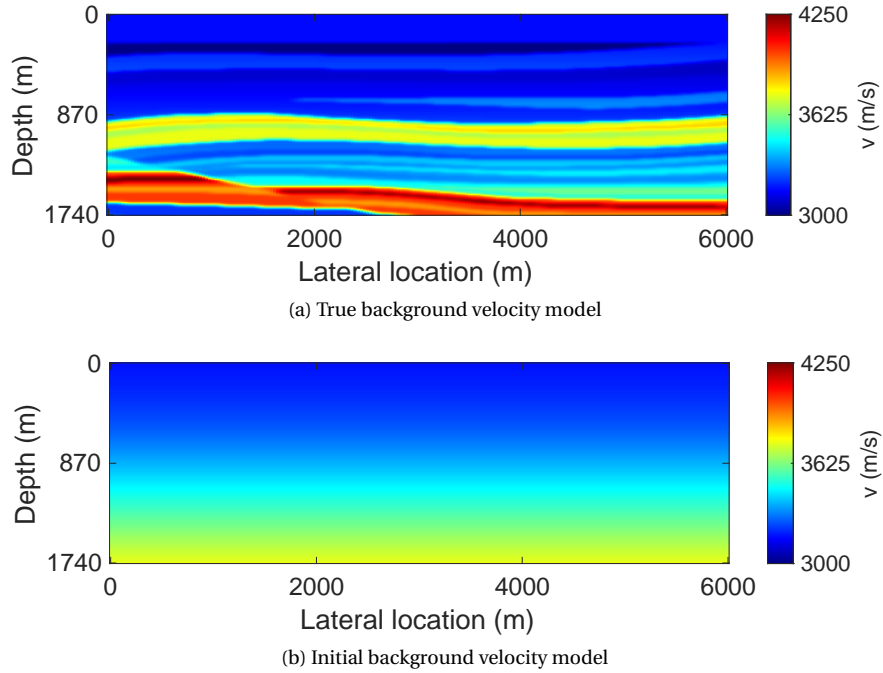 0
870
1740
Depth (m)
0
2000
4000
6000
Lateral location (m)
4250
3625
3000
v (m/s)
(a) True background velocity model
0
870
1740
Depth (m)
0
2000
4000
6000
Lateral location (m)
4250
3625
3000
v (m/s)
(b) Initial background velocity model